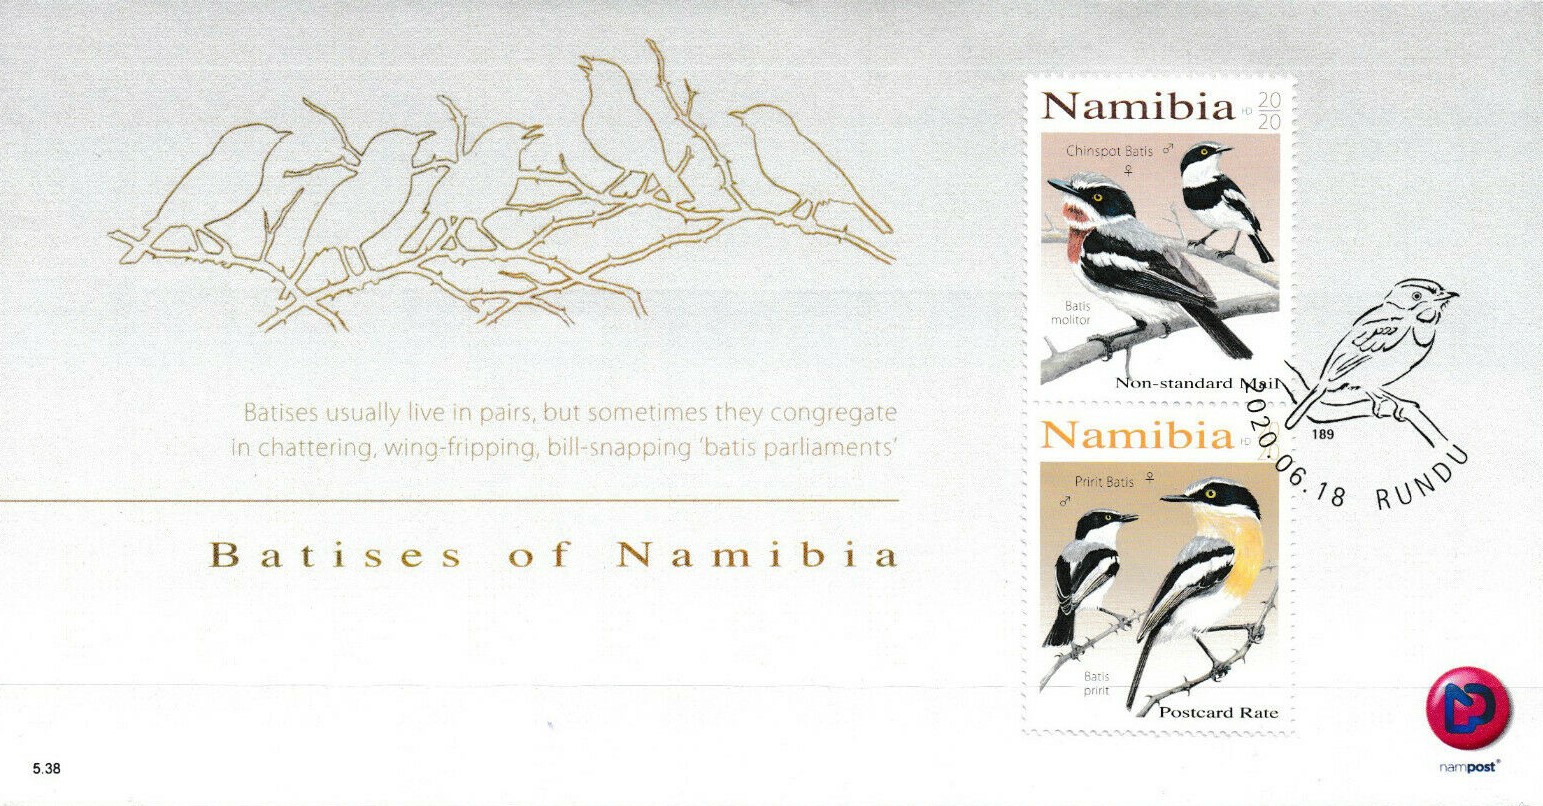 Batises usually live in pairs, but sometimes they congregate
in chattering, wing-fripping, bill-snapping 'batis parliaments'
Batises of Namibia
5.38
Namibia HD 20
20
Chinspot Batis ♂
♀
Batis
molitor
Non-standard Mail
Namibia HD
Pririt Batis ♀
♂
Batis
pririt
Postcard Rate
189
2020.06.18 RUNDU
nampost®